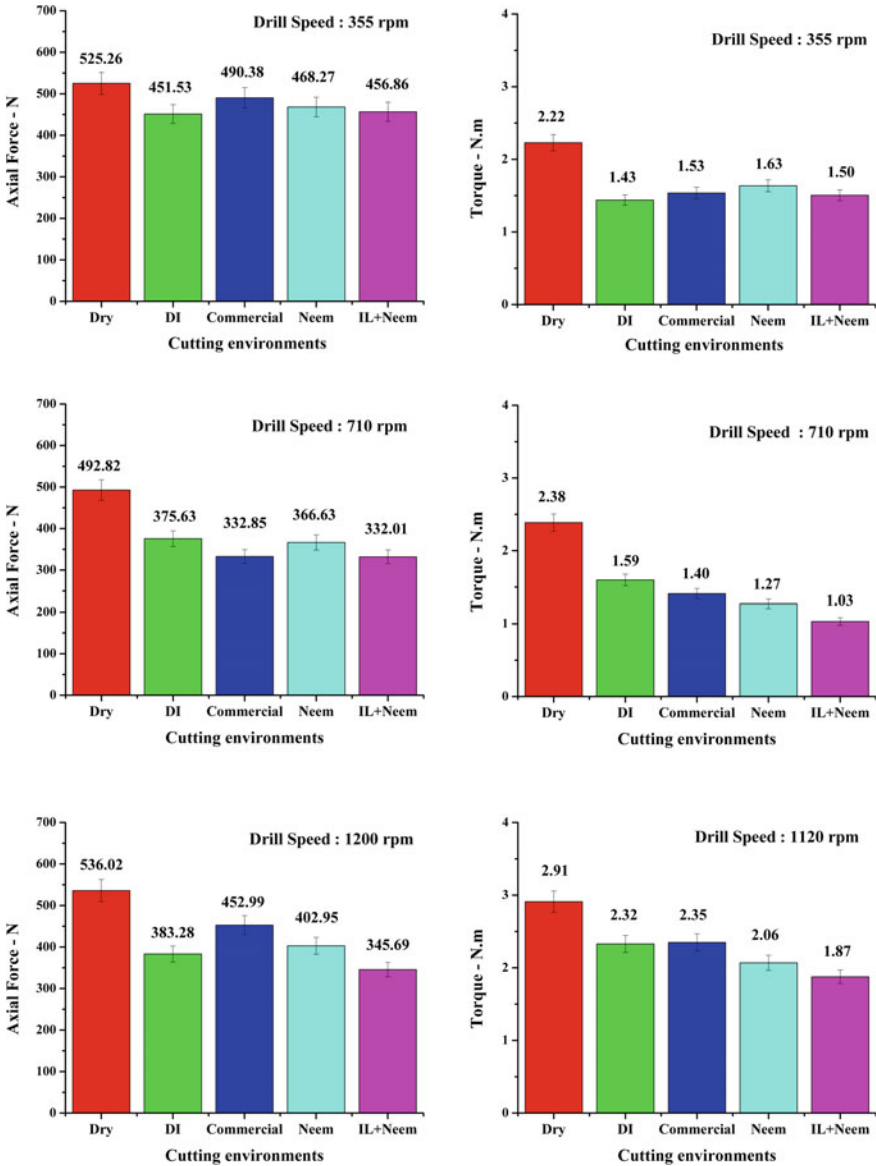 700
Drill Speed : 355 rpm
600
525.26
500
451.53
490.38
468.27
456.86
400
300
200
100
0
Axial Force - N
Dry DI Commercial Neem IL+Neem
Cutting environments
4
Drill Speed : 355 rpm
3
2.22
2
1.43
1.53
1.63
1.50
1
0
Torque - N.m
Dry DI Commercial Neem IL+Neem
Cutting environments
700
Drill Speed : 710 rpm
600
492.82
500
375.63
332.85
366.63
332.01
400
300
200
100
0
Axial Force - N
Dry DI Commercial Neem IL+Neem
Cutting environments
4
Drill Speed : 710 rpm
3
2.38
2
1.59
1.40
1.27
1.03
1
0
Torque - N.m
Dry DI Commercial Neem IL+Neem
Cutting environments
700
Drill Speed : 1200 rpm
600
536.02
500
383.28
452.99
402.95
345.69
400
300
200
100
0
Axial Force - N
Dry DI Commercial Neem IL+Neem
Cutting environments
4
Drill Speed : 1120 rpm
3
2.91
2.32
2.35
2.06
1.87
2
1
0
Torque - N.m
Dry DI Commercial Neem IL+Neem
Cutting environments